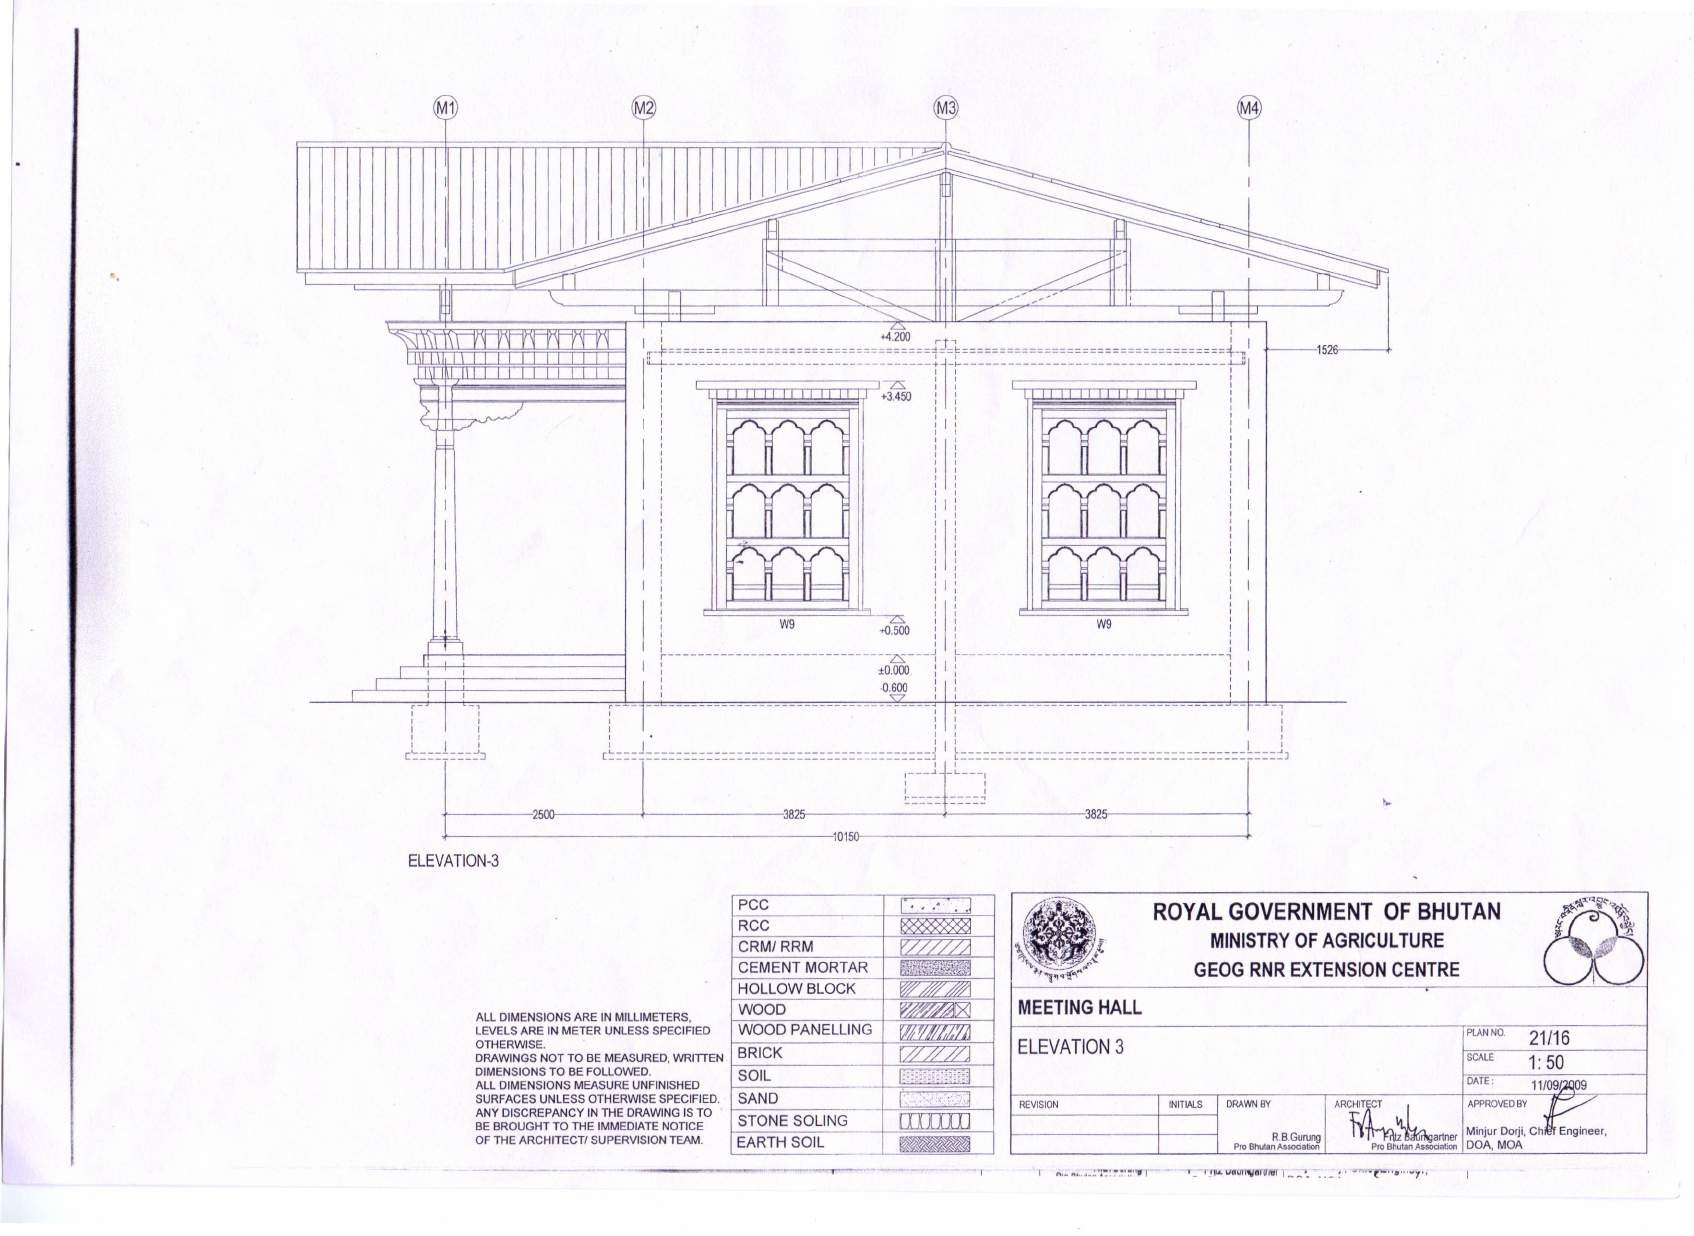 M1 M2 M3 M4
+4.200
1526
+3.450
W9 W9
+0.500
±0.000
-0.600
2500 3825 3825
10150
ELEVATION-3
ALL DIMENSIONS ARE IN MILLIMETERS,
LEVELS ARE IN METER UNLESS SPECIFIED
OTHERWISE.
DRAWINGS NOT TO BE MEASURED, WRITTEN
DIMENSIONS TO BE FOLLOWED.
ALL DIMENSIONS MEASURE UNFINISHED
SURFACES UNLESS OTHERWISE SPECIFIED.
ANY DISCREPANCY IN THE DRAWING IS TO
BE BROUGHT TO THE IMMEDIATE NOTICE
OF THE ARCHITECT/ SUPERVISION TEAM.
PCC
RCC
CRM/ RRM
CEMENT MORTAR
HOLLOW BLOCK
WOOD
WOOD PANELLING
BRICK
SOIL
SAND
STONE SOLING
EARTH SOIL
ROYAL GOVERNMENT OF BHUTAN
MINISTRY OF AGRICULTURE
GEOG RNR EXTENSION CENTRE
MEETING HALL
ELEVATION 3
PLAN NO. 21/16
SCALE 1: 50
DATE : 11/09/2009
REVISION INITIALS DRAWN BY ARCHITECT APPROVED BY
R.B.Gurung
Pro Bhutan Association
Fritz Baumgartner
Pro Bhutan Association
Minjur Dorji, Chief Engineer,
DOA, MOA